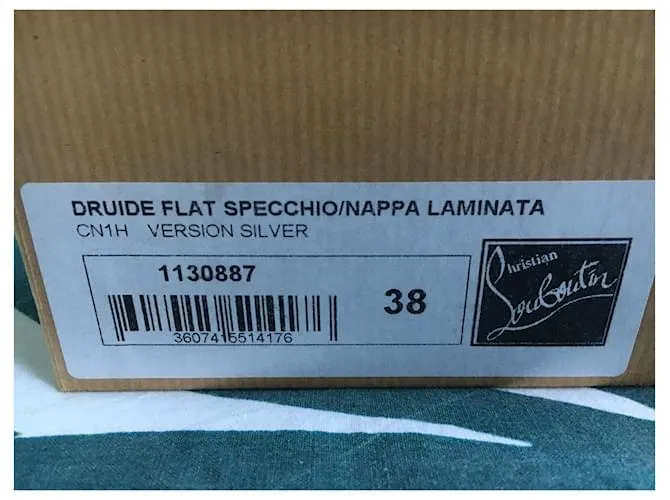 DRUIDE FLAT SPECCHIO/NAPPA LAMINATA
CN1H VERSION SILVER
1130887
38
3607415514176
Christian
Louboutin